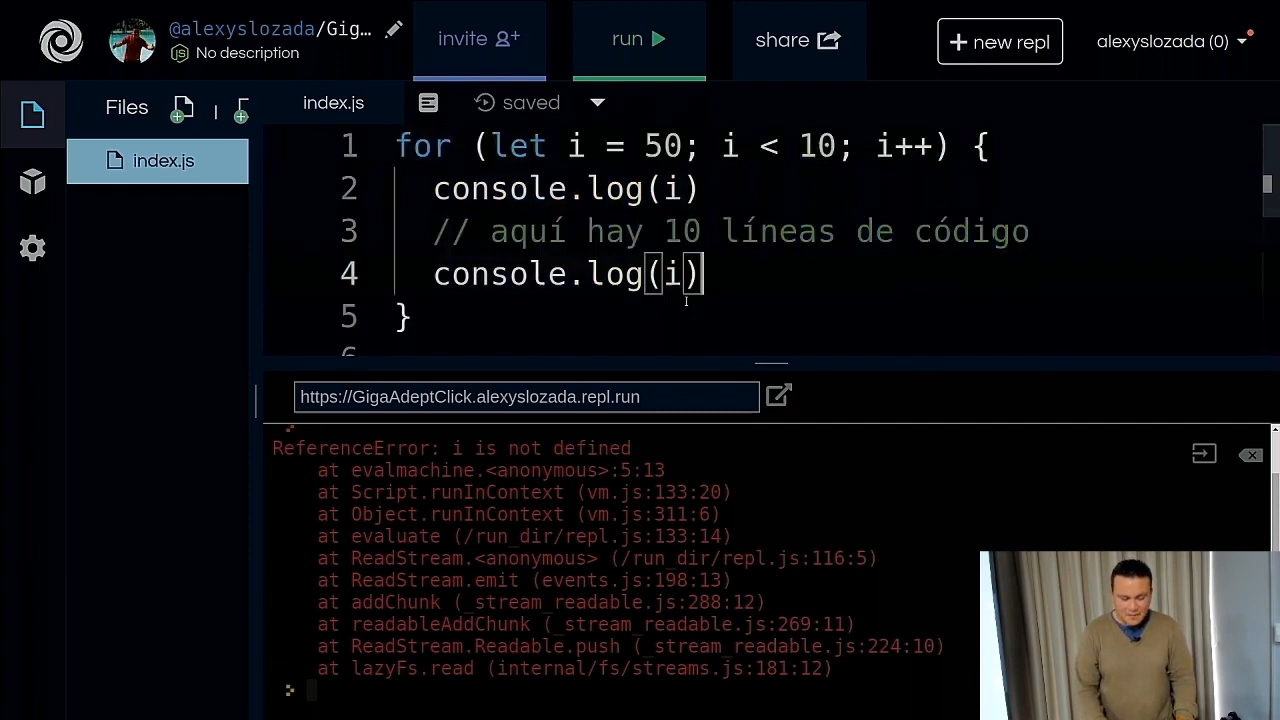 @alexyslozada/Gig...
No description
invite
run
share
+ new repl
alexyslozada (0)
Files
index.js
saved
index.js
1 for (let i = 50; i < 10; i++) {
2 console.log(i)
3 // aquí hay 10 líneas de código
4 console.log(i)
5 }
6
https://GigaAdeptClick.alexyslozada.repl.run
ReferenceError: i is not defined
at evalmachine.<anonymous>:5:13
at Script.runInContext (vm.js:133:20)
at Object.runInContext (vm.js:311:6)
at evaluate (/run_dir/repl.js:133:14)
at ReadStream.<anonymous> (/run_dir/repl.js:116:5)
at ReadStream.emit (events.js:198:13)
at addChunk (_stream_readable.js:288:12)
at readableAddChunk (_stream_readable.js:269:11)
at ReadStream.Readable.push (_stream_readable.js:224:10)
at lazyFs.read (internal/fs/streams.js:181:12)